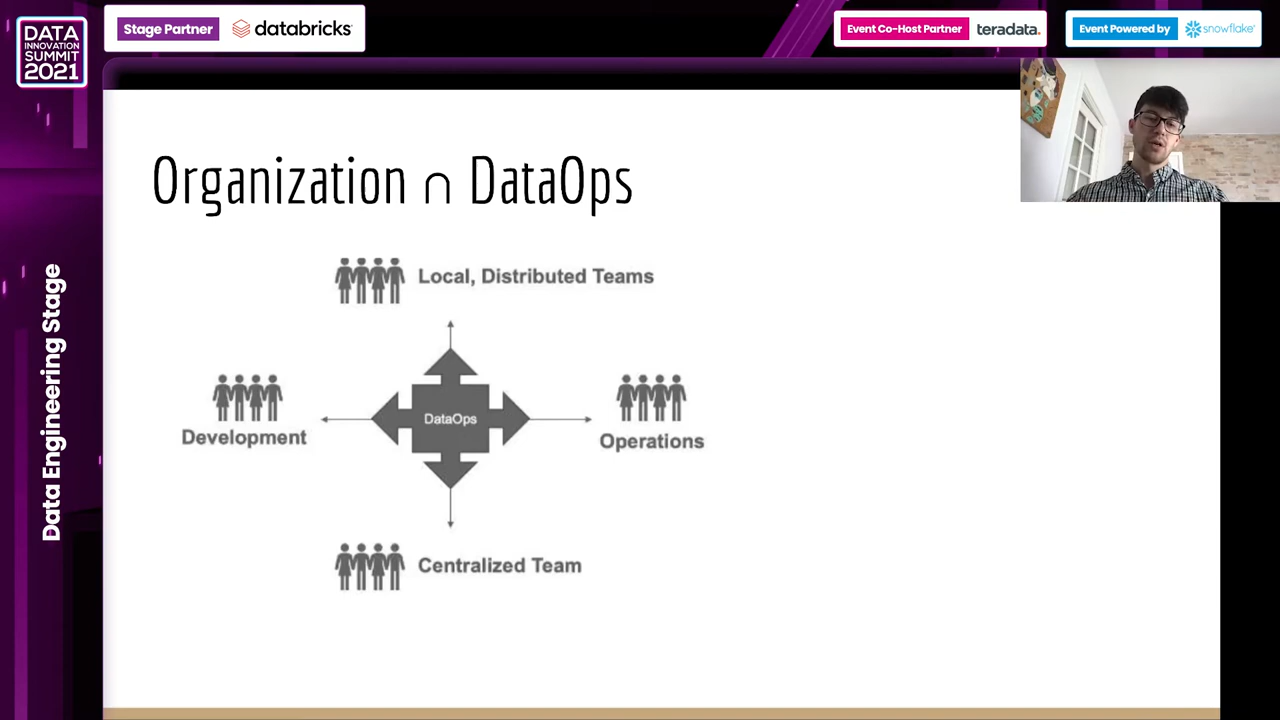 DATA
INNOVATION
SUMMIT
2021
Stage Partner
databricks
Event Co-Host Partner
teradata.
Event Powered by
snowflake
Data Engineering Stage
Organization ∩ DataOps
Local, Distributed Teams
Development
DataOps
Operations
Centralized Team